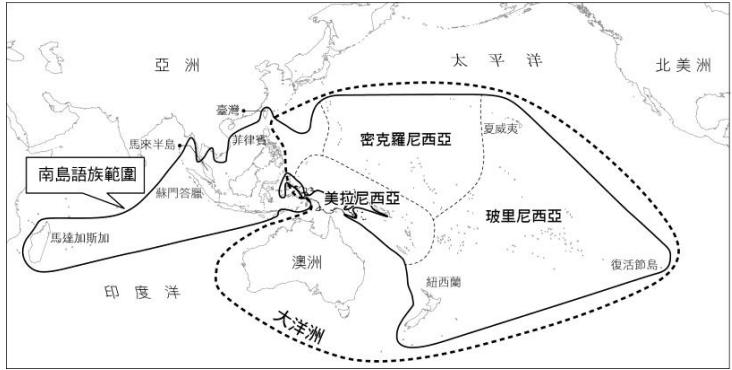 亞洲
太平洋
北美洲
臺灣
菲律賓
密克羅尼西亞
夏威夷
馬來半島
南島語族範圍
蘇門答臘
美拉尼西亞
玻里尼西亞
馬達加斯加
印度洋
澳洲
紐西蘭
復活節島
大洋洲